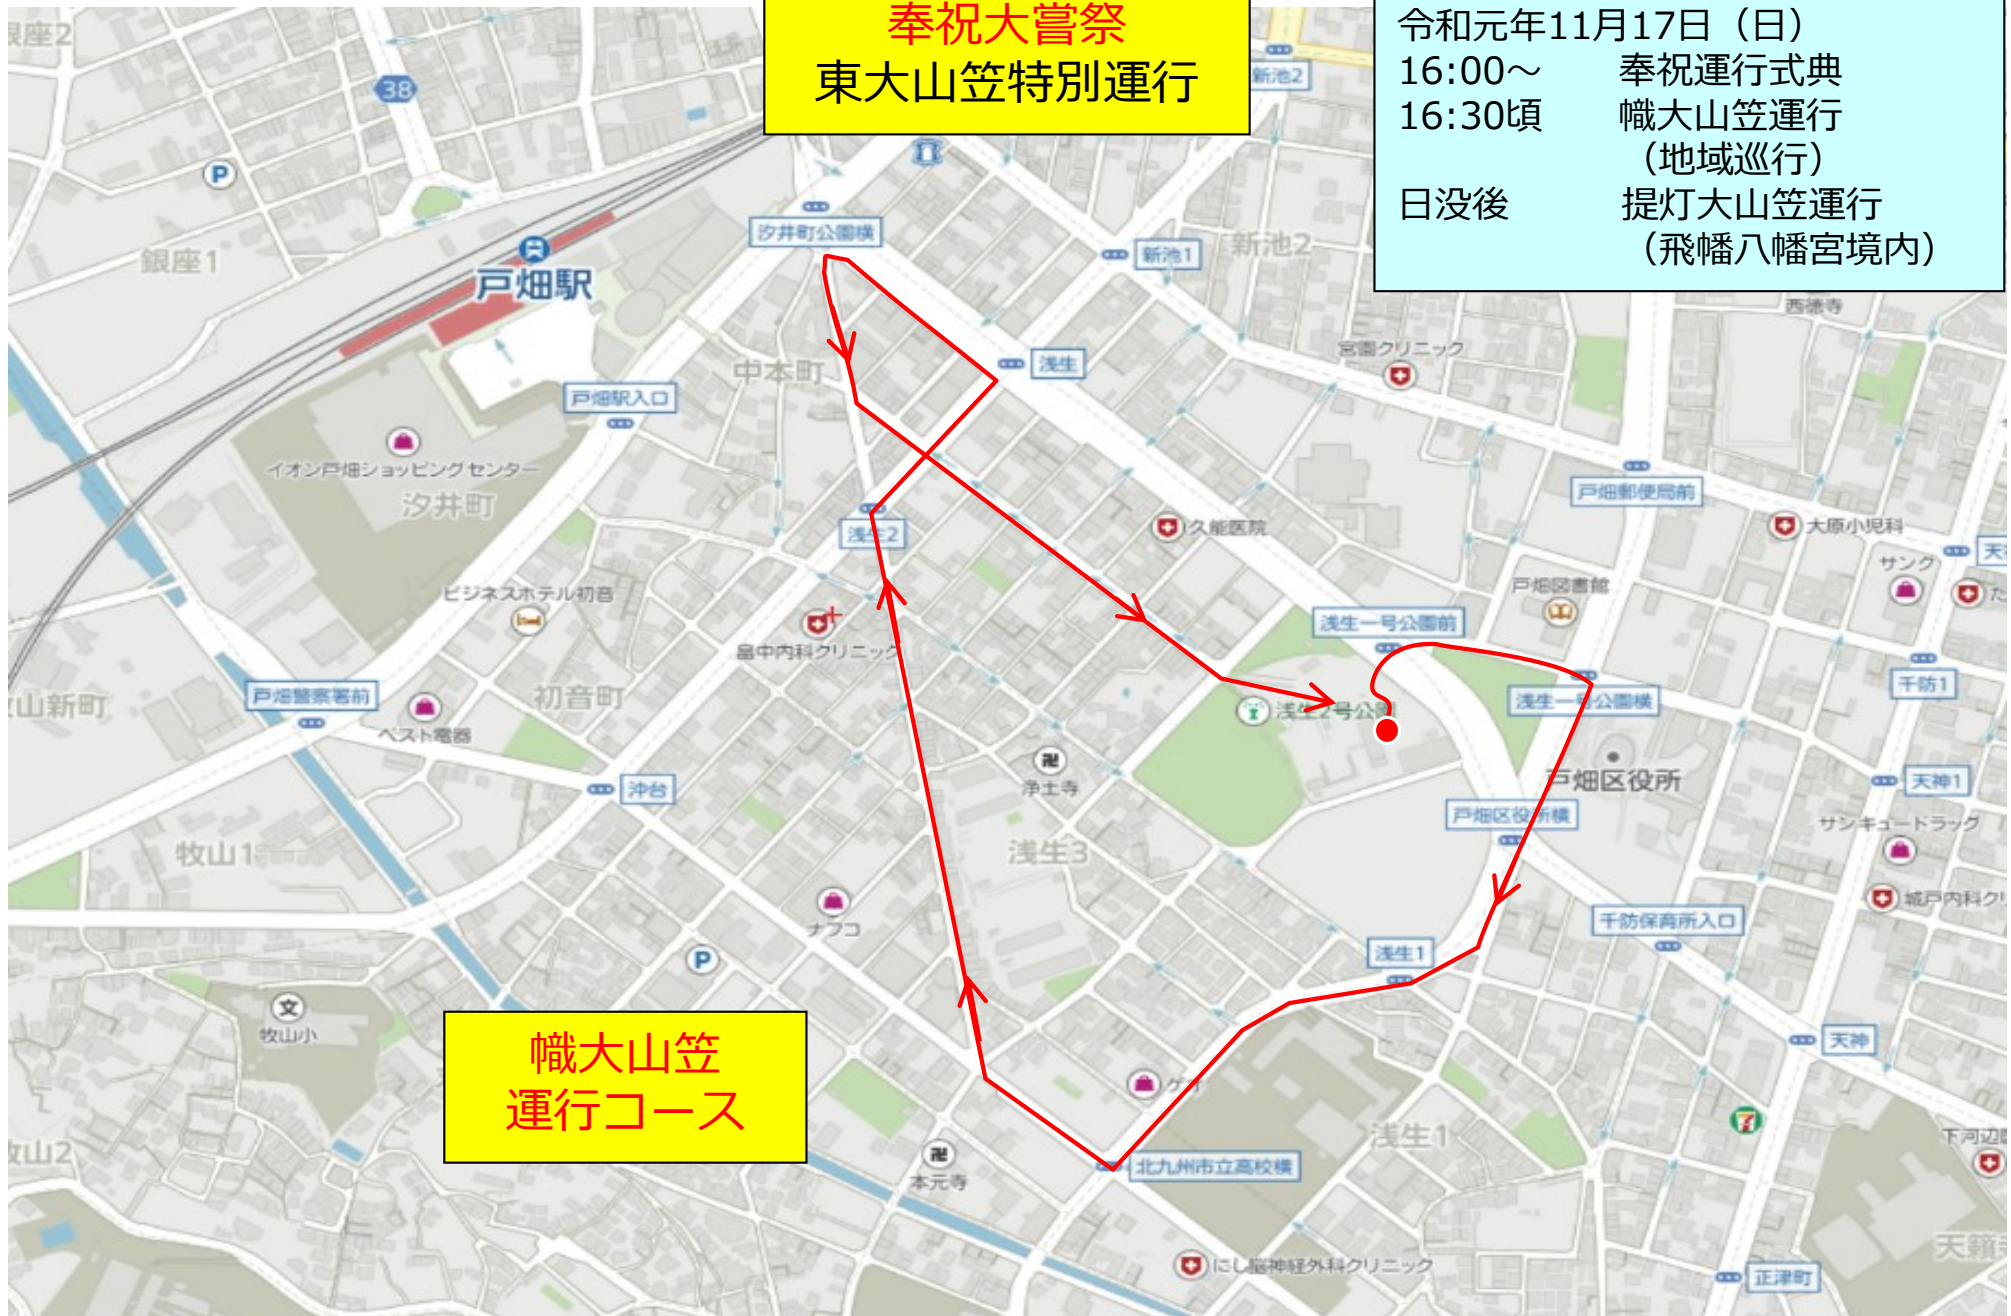 奉祝大嘗祭
東大山笠特別運行
令和元年11月17日（日）
16:00～ 奉祝運行式典
16:30頃 幟大山笠運行
（地域巡行）
日没後 提灯大山笠運行
（飛幡八幡宮境内）
銀座2
38
新池2
P
汐井町公園横
銀座1
戸畑駅
新池1
新池2
西徳寺
中本町
浅生
宮園クリニック
戸畑駅入口
イオン戸畑ショッピングセンター
汐井町
戸畑郵便局前
浅生2
久能医院
大原小児科
サンク
ビジネスホテル初音
戸畑図書館
畠中内科クリニック
浅生一号公園前
初音町
戸畑警察署前
ベスト電器
浅生2号公園
浅生一号公園横
千防1
浄土寺
戸畑区役所
天神1
沖台
戸畑区役所横
サンキュードラッグ
牧山1
浅生3
ナフコ
千防保育所入口
城戸内科クリ
浅生1
P
文
牧山小
天神
幟大山笠
運行コース
ゲオ
浅生1
本元寺
北九州市立高校横
にし脳神経外科クリニック
正津町